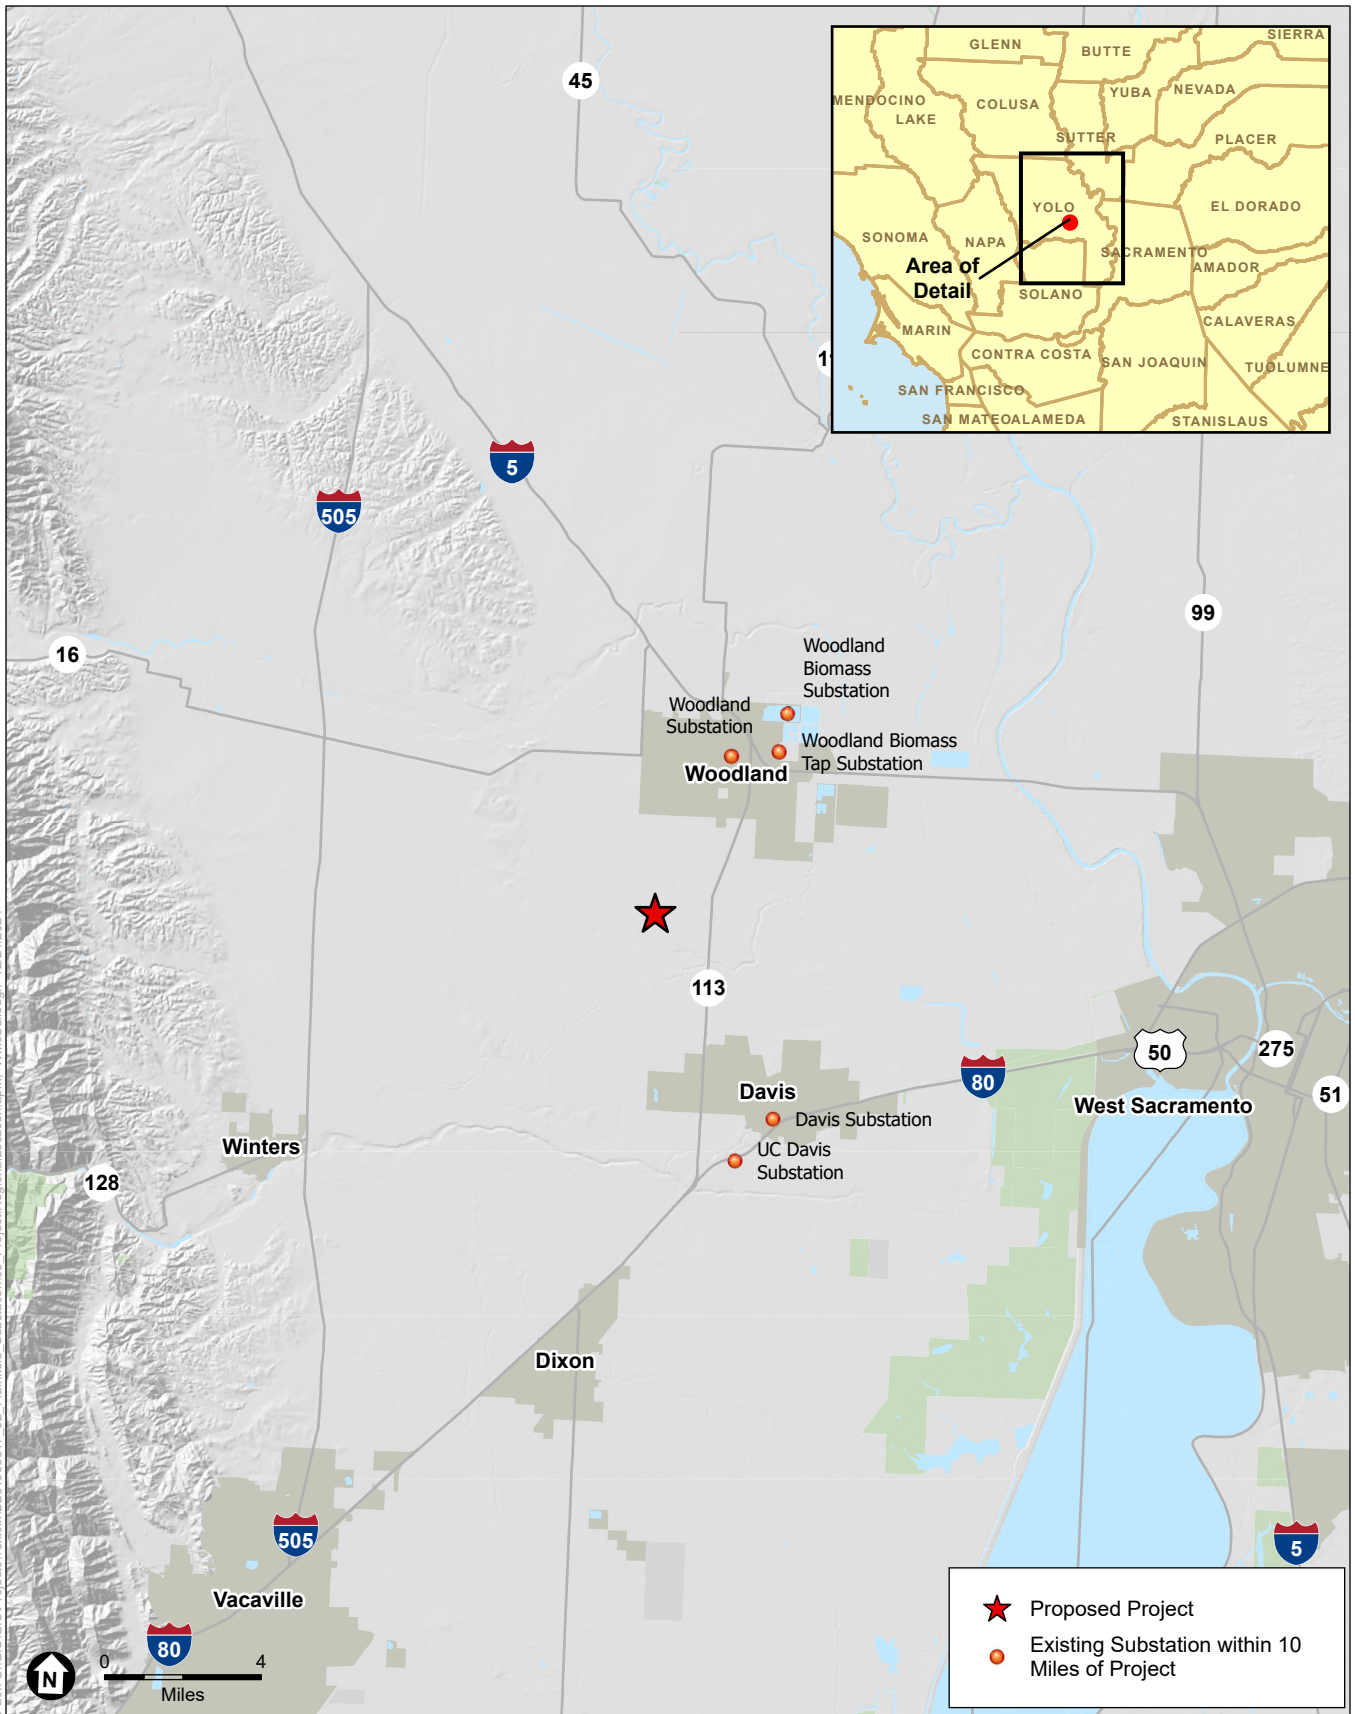 45
GLENN
BUTTE
SIERRA
MENDOCINO
LAKE
COLUSA
YUBA
NEVADA
SUTTER
PLACER
YOLO
EL DORADO
SONOMA
NAPA
SACRAMENTO
AMADOR
Area of
Detail
SOLANO
CALAVERAS
MARIN
CONTRA COSTA
SAN JOAQUIN
TUOLUMNE
SAN FRANCISCO
SAN MATEO
ALAMEDA
STANISLAUS
5
505
99
16
Woodland
Biomass
Substation
Woodland
Substation
Woodland Biomass
Tap Substation
Woodland
113
50
275
80
51
Davis
West Sacramento
Davis Substation
Winters
UC Davis
Substation
128
Dixon
505
5
Vacaville
80
N
0 4
Miles
Proposed Project
Existing Substation within 10
Miles of Project